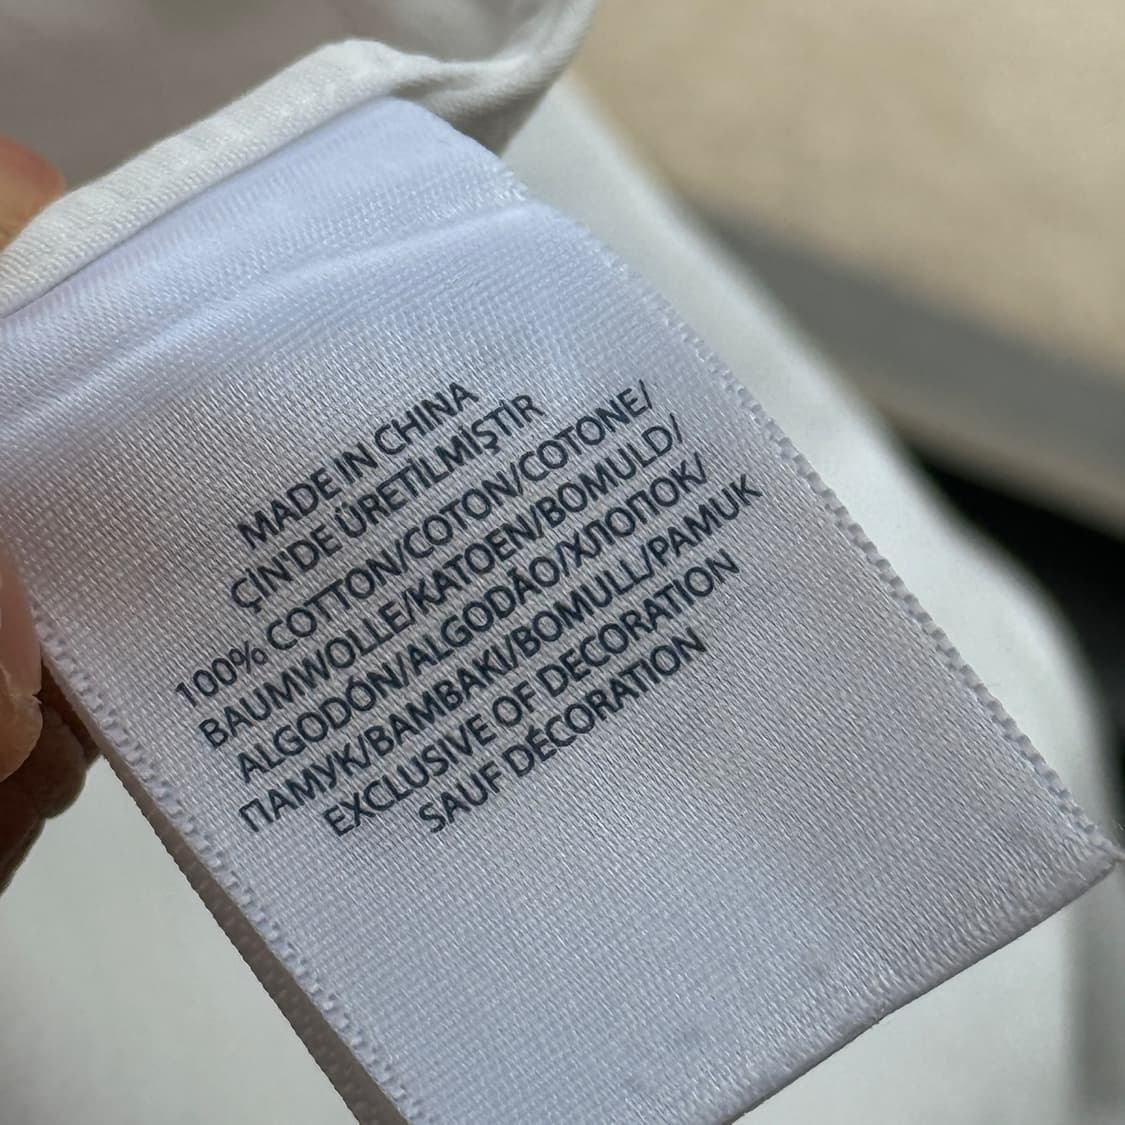 MADE IN CHINA
ÇİN'DE ÜRETİLMİŞTİR
100% COTTON/COTON/COTONE/
BAUMWOLLE/KATOEN/BOMULD/
ALGODÓN/ALGODÃO/ХЛОПОК/
ПАМУК/BAMBAKI/BOMULL/PAMUK
EXCLUSIVE OF DECORATION
SAUF DÉCORATION